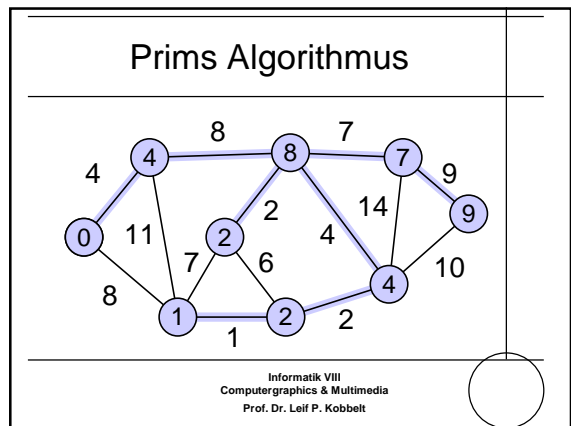 Prims Algorithmus
8 7
4 8 7
4 9
2 14
0 11 2 4 9
7 6 10
8 4
1 2 2
1
Informatik VIII
Computergraphics & Multimedia
Prof. Dr. Leif P. Kobbelt